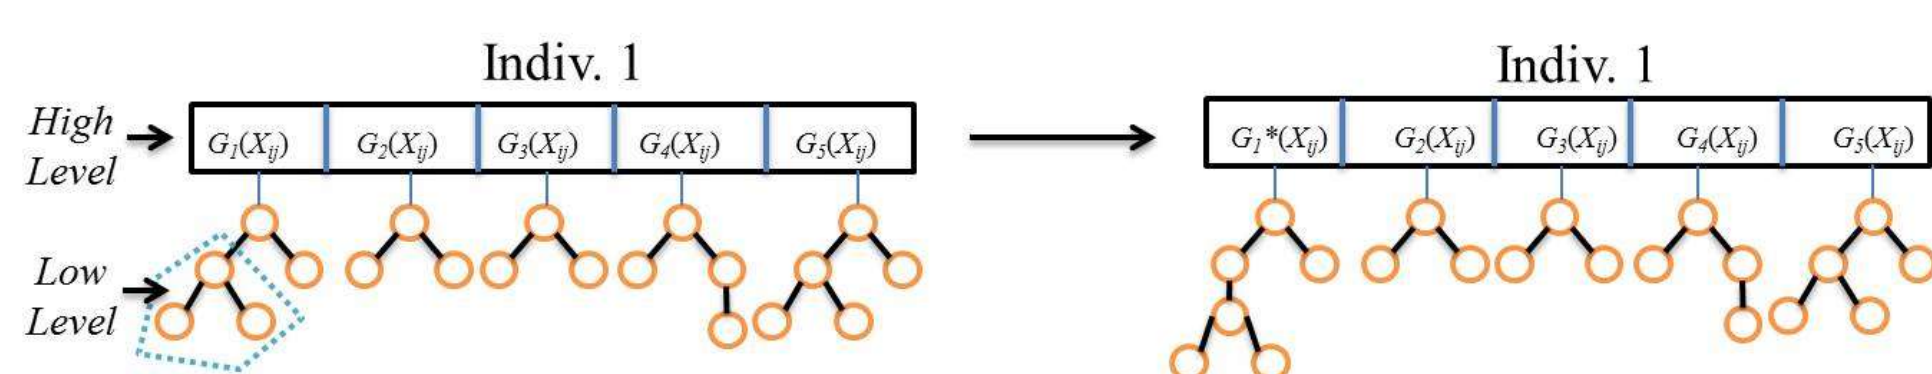 Indiv. 1
High
Level
G1(Xij) G2(Xij) G3(Xij) G4(Xij) G5(Xij)
Low
Level
Indiv. 1
G1*(Xij) G2(Xij) G3(Xij) G4(Xij) G5(Xij)